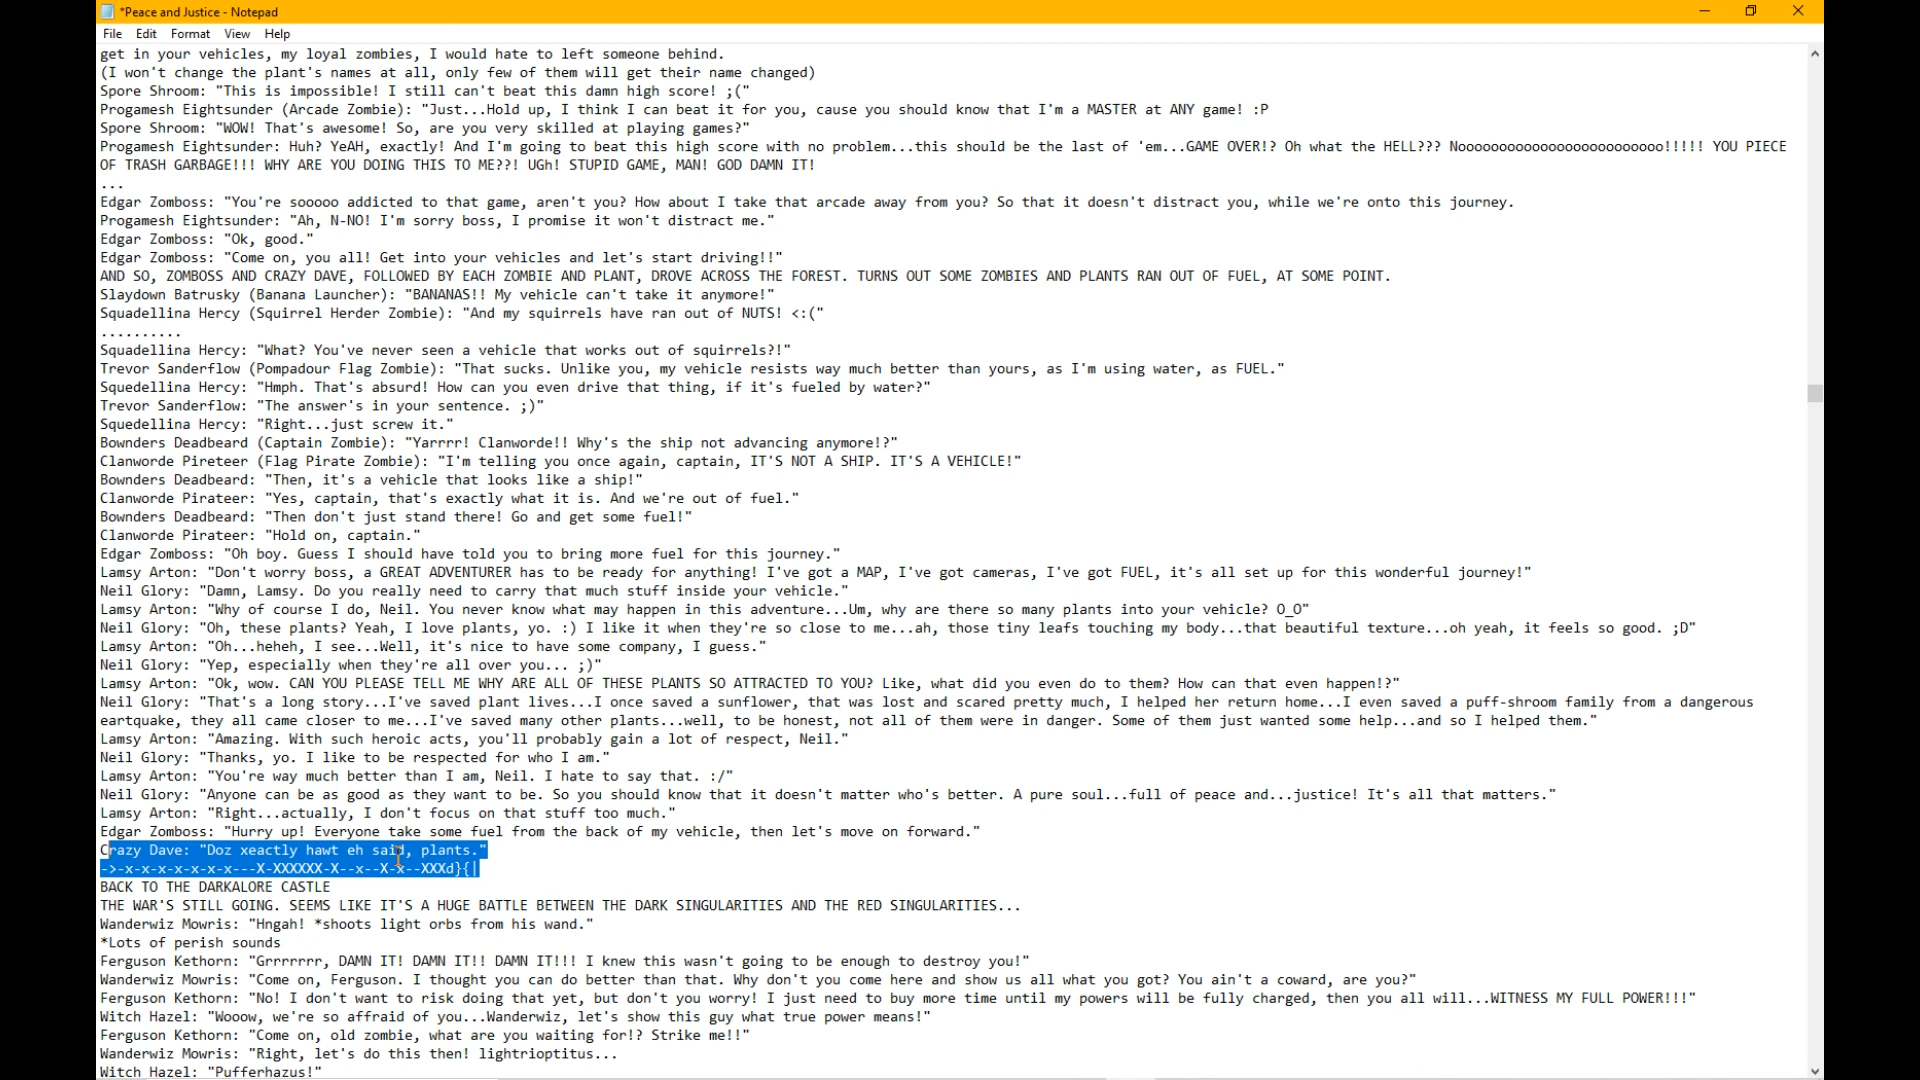 *Peace and Justice - Notepad
File Edit Format View Help
get in your vehicles, my loyal zombies, I would hate to left someone behind.
(I won't change the plant's names at all, only few of them will get their name changed)
Spore Shroom: "This is impossible! I still can't beat this damn high score! ;("
Progamesh Eightsunder (Arcade Zombie): "Just...Hold up, I think I can beat it for you, cause you should know that I'm a MASTER at ANY game! :P
Spore Shroom: "WOW! That's awesome! So, are you very skilled at playing games?"
Progamesh Eightsunder: Huh? YeAH, exactly! And I'm going to beat this high score with no problem...this should be the last of 'em...GAME OVER!? Oh what the HELL??? Nooooooooooooooooooooooooo!!!!! YOU PIECE
OF TRASH GARBAGE!!! WHY ARE YOU DOING THIS TO ME??! UGh! STUPID GAME, MAN! GOD DAMN IT!
...
Edgar Zomboss: "You're sooooo addicted to that game, aren't you? How about I take that arcade away from you? So that it doesn't distract you, while we're onto this journey.
Progamesh Eightsunder: "Ah, N-NO! I'm sorry boss, I promise it won't distract me."
Edgar Zomboss: "Ok, good."
Edgar Zomboss: "Come on, you all! Get into your vehicles and let's start driving!!"
AND SO, ZOMBOSS AND CRAZY DAVE, FOLLOWED BY EACH ZOMBIE AND PLANT, DROVE ACROSS THE FOREST. TURNS OUT SOME ZOMBIES AND PLANTS RAN OUT OF FUEL, AT SOME POINT.
Slaydown Batrusky (Banana Launcher): "BANANAS!! My vehicle can't take it anymore!"
Squadellina Hercy (Squirrel Herder Zombie): "And my squirrels have ran out of NUTS! <:("
..........
Squadellina Hercy: "What? You've never seen a vehicle that works out of squirrels?!"
Trevor Sanderflow (Pompadour Flag Zombie): "That sucks. Unlike you, my vehicle resists way much better than yours, as I'm using water, as FUEL."
Squedellina Hercy: "Hmph. That's absurd! How can you even drive that thing, if it's fueled by water?"
Trevor Sanderflow: "The answer's in your sentence. ;)"
Squedellina Hercy: "Right...just screw it."
Bownders Deadbeard (Captain Zombie): "Yarrrr! Clanworde!! Why's the ship not advancing anymore!?"
Clanworde Pireteer (Flag Pirate Zombie): "I'm telling you once again, captain, IT'S NOT A SHIP. IT'S A VEHICLE!"
Bownders Deadbeard: "Then, it's a vehicle that looks like a ship!"
Clanworde Pirateer: "Yes, captain, that's exactly what it is. And we're out of fuel."
Bownders Deadbeard: "Then don't just stand there! Go and get some fuel!"
Clanworde Pirateer: "Hold on, captain."
Edgar Zomboss: "Oh boy. Guess I should have told you to bring more fuel for this journey."
Lamsy Arton: "Don't worry boss, a GREAT ADVENTURER has to be ready for anything! I've got a MAP, I've got cameras, I've got FUEL, it's all set up for this wonderful journey!"
Neil Glory: "Damn, Lamsy. Do you really need to carry that much stuff inside your vehicle."
Lamsy Arton: "Why of course I do, Neil. You never know what may happen in this adventure...Um, why are there so many plants into your vehicle? O_O"
Neil Glory: "Oh, these plants? Yeah, I love plants, yo. :) I like it when they're so close to me...ah, those tiny leafs touching my body...that beautiful texture...oh yeah, it feels so good. ;D"
Lamsy Arton: "Oh...heheh, I see...Well, it's nice to have some company, I guess."
Neil Glory: "Yep, especially when they're all over you... ;)"
Lamsy Arton: "Ok, wow. CAN YOU PLEASE TELL ME WHY ARE ALL OF THESE PLANTS SO ATTRACTED TO YOU? Like, what did you even do to them? How can that even happen!?"
Neil Glory: "That's a long story...I've saved plant lives...I once saved a sunflower, that was lost and scared pretty much, I helped her return home...I even saved a puff-shroom family from a dangerous
eartquake, they all came closer to me...I've saved many other plants...well, to be honest, not all of them were in danger. Some of them just wanted some help...and so I helped them."
Lamsy Arton: "Amazing. With such heroic acts, you'll probably gain a lot of respect, Neil."
Neil Glory: "Thanks, yo. I like to be respected for who I am."
Lamsy Arton: "You're way much better than I am, Neil. I hate to say that. :/"
Neil Glory: "Anyone can be as good as they want to be. So you should know that it doesn't matter who's better. A pure soul...full of peace and...justice! It's all that matters."
Lamsy Arton: "Right...actually, I don't focus on that stuff too much."
Edgar Zomboss: "Hurry up! Everyone take some fuel from the back of my vehicle, then let's move on forward."
Crazy Dave: "Doz xeactly hawt eh said, plants."
->-x-x-x-x-x-x-x---X-XXXXXX-X--x--X-x--XXXd}{|
BACK TO THE DARKALORE CASTLE
THE WAR'S STILL GOING. SEEMS LIKE IT'S A HUGE BATTLE BETWEEN THE DARK SINGULARITIES AND THE RED SINGULARITIES...
Wanderwiz Mowris: "Hngah! *shoots light orbs from his wand."
*Lots of perish sounds
Ferguson Kethorn: "Grrrrrrr, DAMN IT! DAMN IT!! DAMN IT!!! I knew this wasn't going to be enough to destroy you!"
Wanderwiz Mowris: "Come on, Ferguson. I thought you can do better than that. Why don't you come here and show us all what you got? You ain't a coward, are you?"
Ferguson Kethorn: "No! I don't want to risk doing that yet, but don't you worry! I just need to buy more time until my powers will be fully charged, then you all will...WITNESS MY FULL POWER!!!"
Witch Hazel: "Wooow, we're so affraid of you...Wanderwiz, let's show this guy what true power means!"
Ferguson Kethorn: "Come on, old zombie, what are you waiting for!? Strike me!!"
Wanderwiz Mowris: "Right, let's do this then! lightrioptitus...
Witch Hazel: "Pufferhazus!"